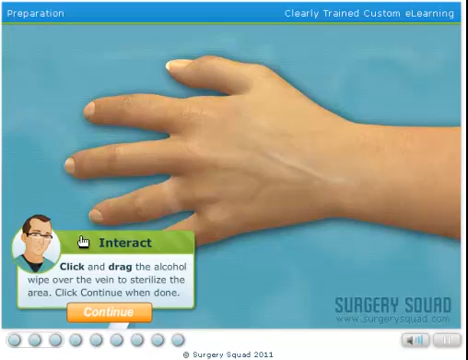 Preparation
Clearly Trained Custom eLearning
Interact
Click and drag the alcohol
wipe over the vein to sterilize the
area. Click Continue when done.
Continue
SURGERY SQUAD
www.surgerysquad.com
© Surgery Squad 2011